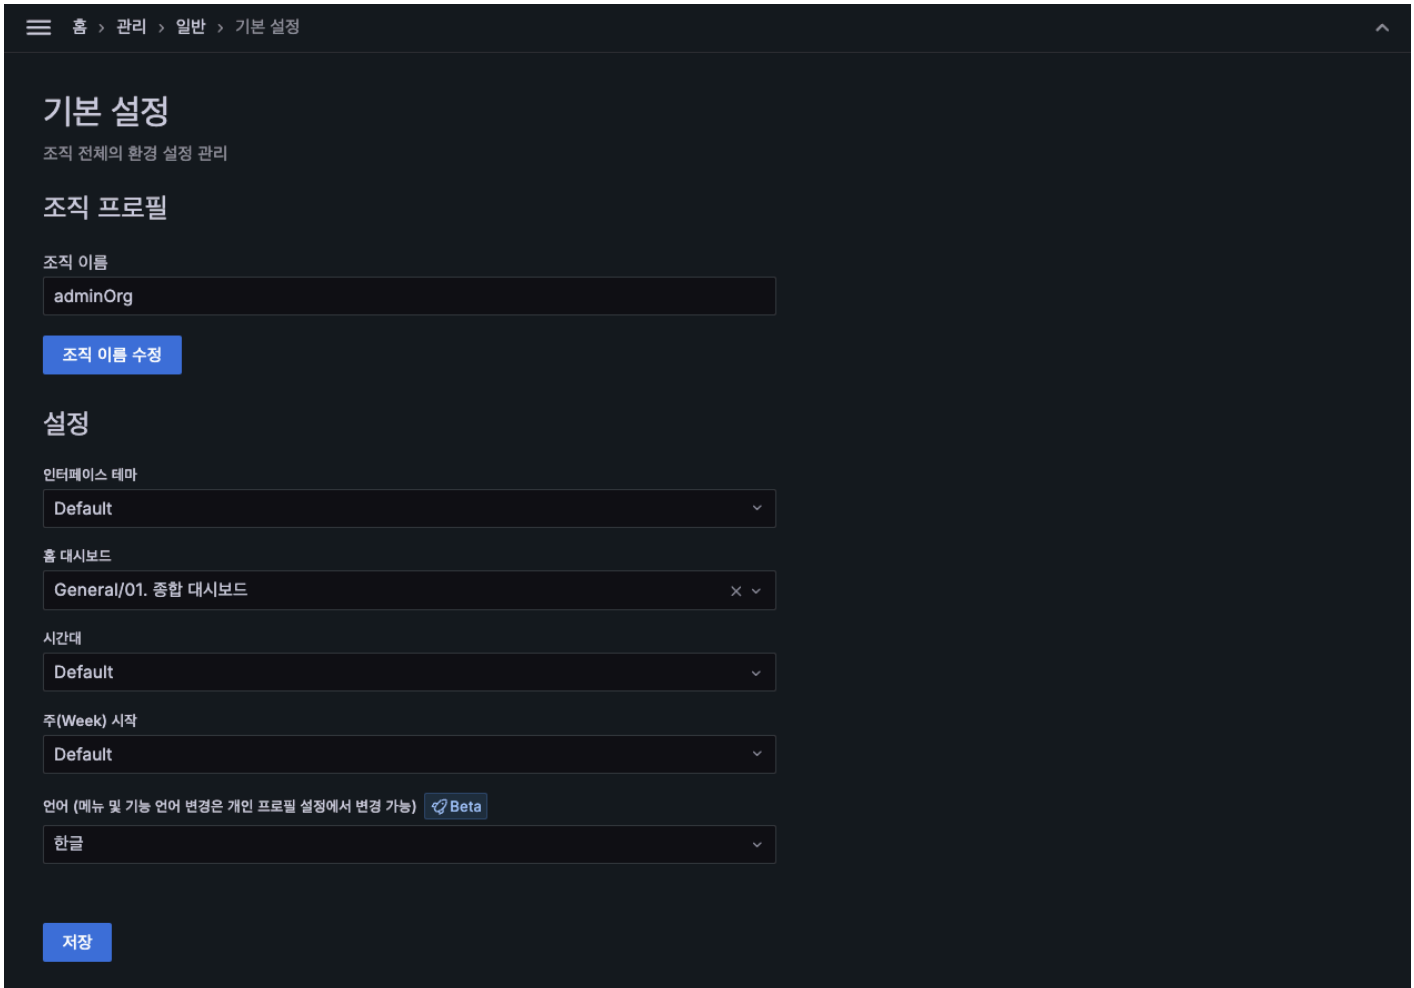 홈 > 관리 > 일반 > 기본 설정
기본 설정
조직 전체의 환경 설정 관리
조직 프로필
조직 이름
adminOrg
조직 이름 수정
설정
인터페이스 테마
Default
홈 대시보드
General/01. 종합 대시보드
시간대
Default
주(Week) 시작
Default
언어 (메뉴 및 기능 언어 변경은 개인 프로필 설정에서 변경 가능) Beta
한글
저장